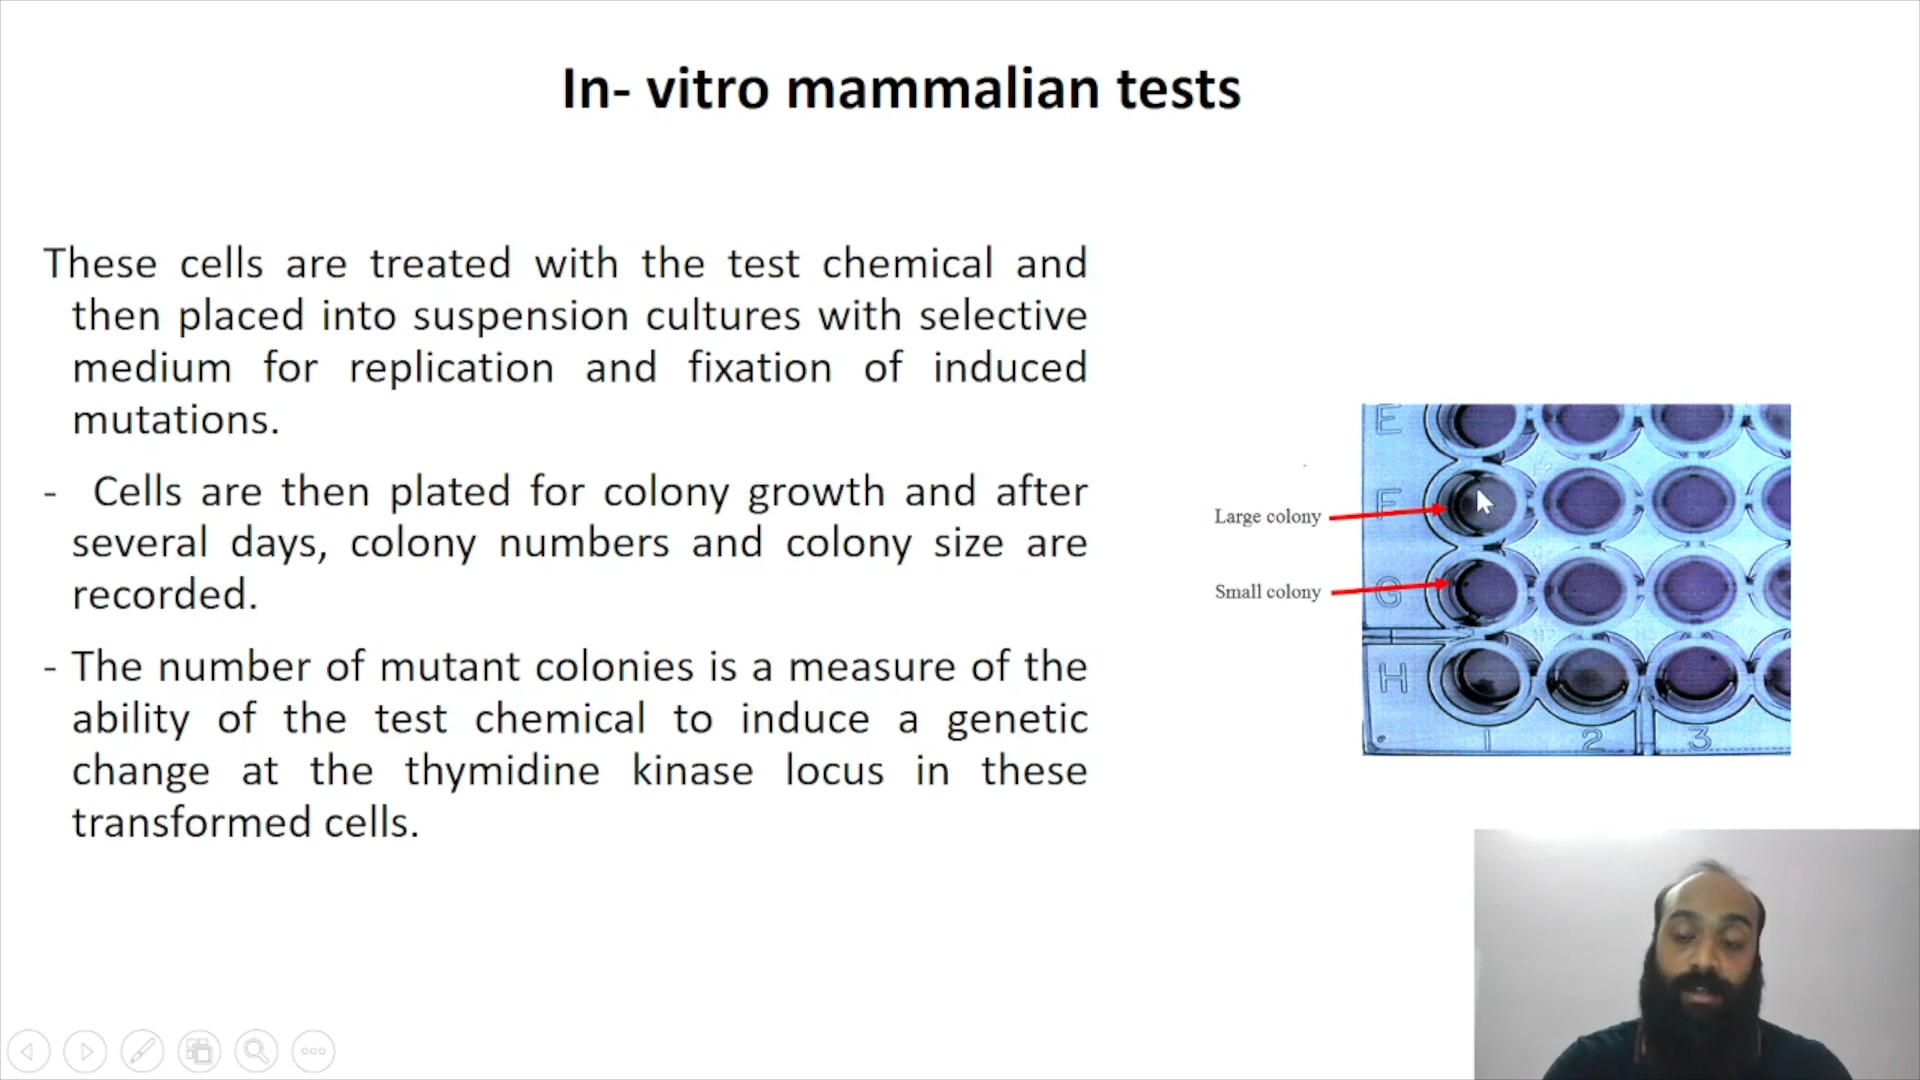 In- vitro mammalian tests
These cells are treated with the test chemical and
then placed into suspension cultures with selective
medium for replication and fixation of induced
mutations.
- Cells are then plated for colony growth and after
several days, colony numbers and colony size are
recorded.
- The number of mutant colonies is a measure of the
ability of the test chemical to induce a genetic
change at the thymidine kinase locus in these
transformed cells.
Large colony
Small colony
E
F
G
H
1 2 3